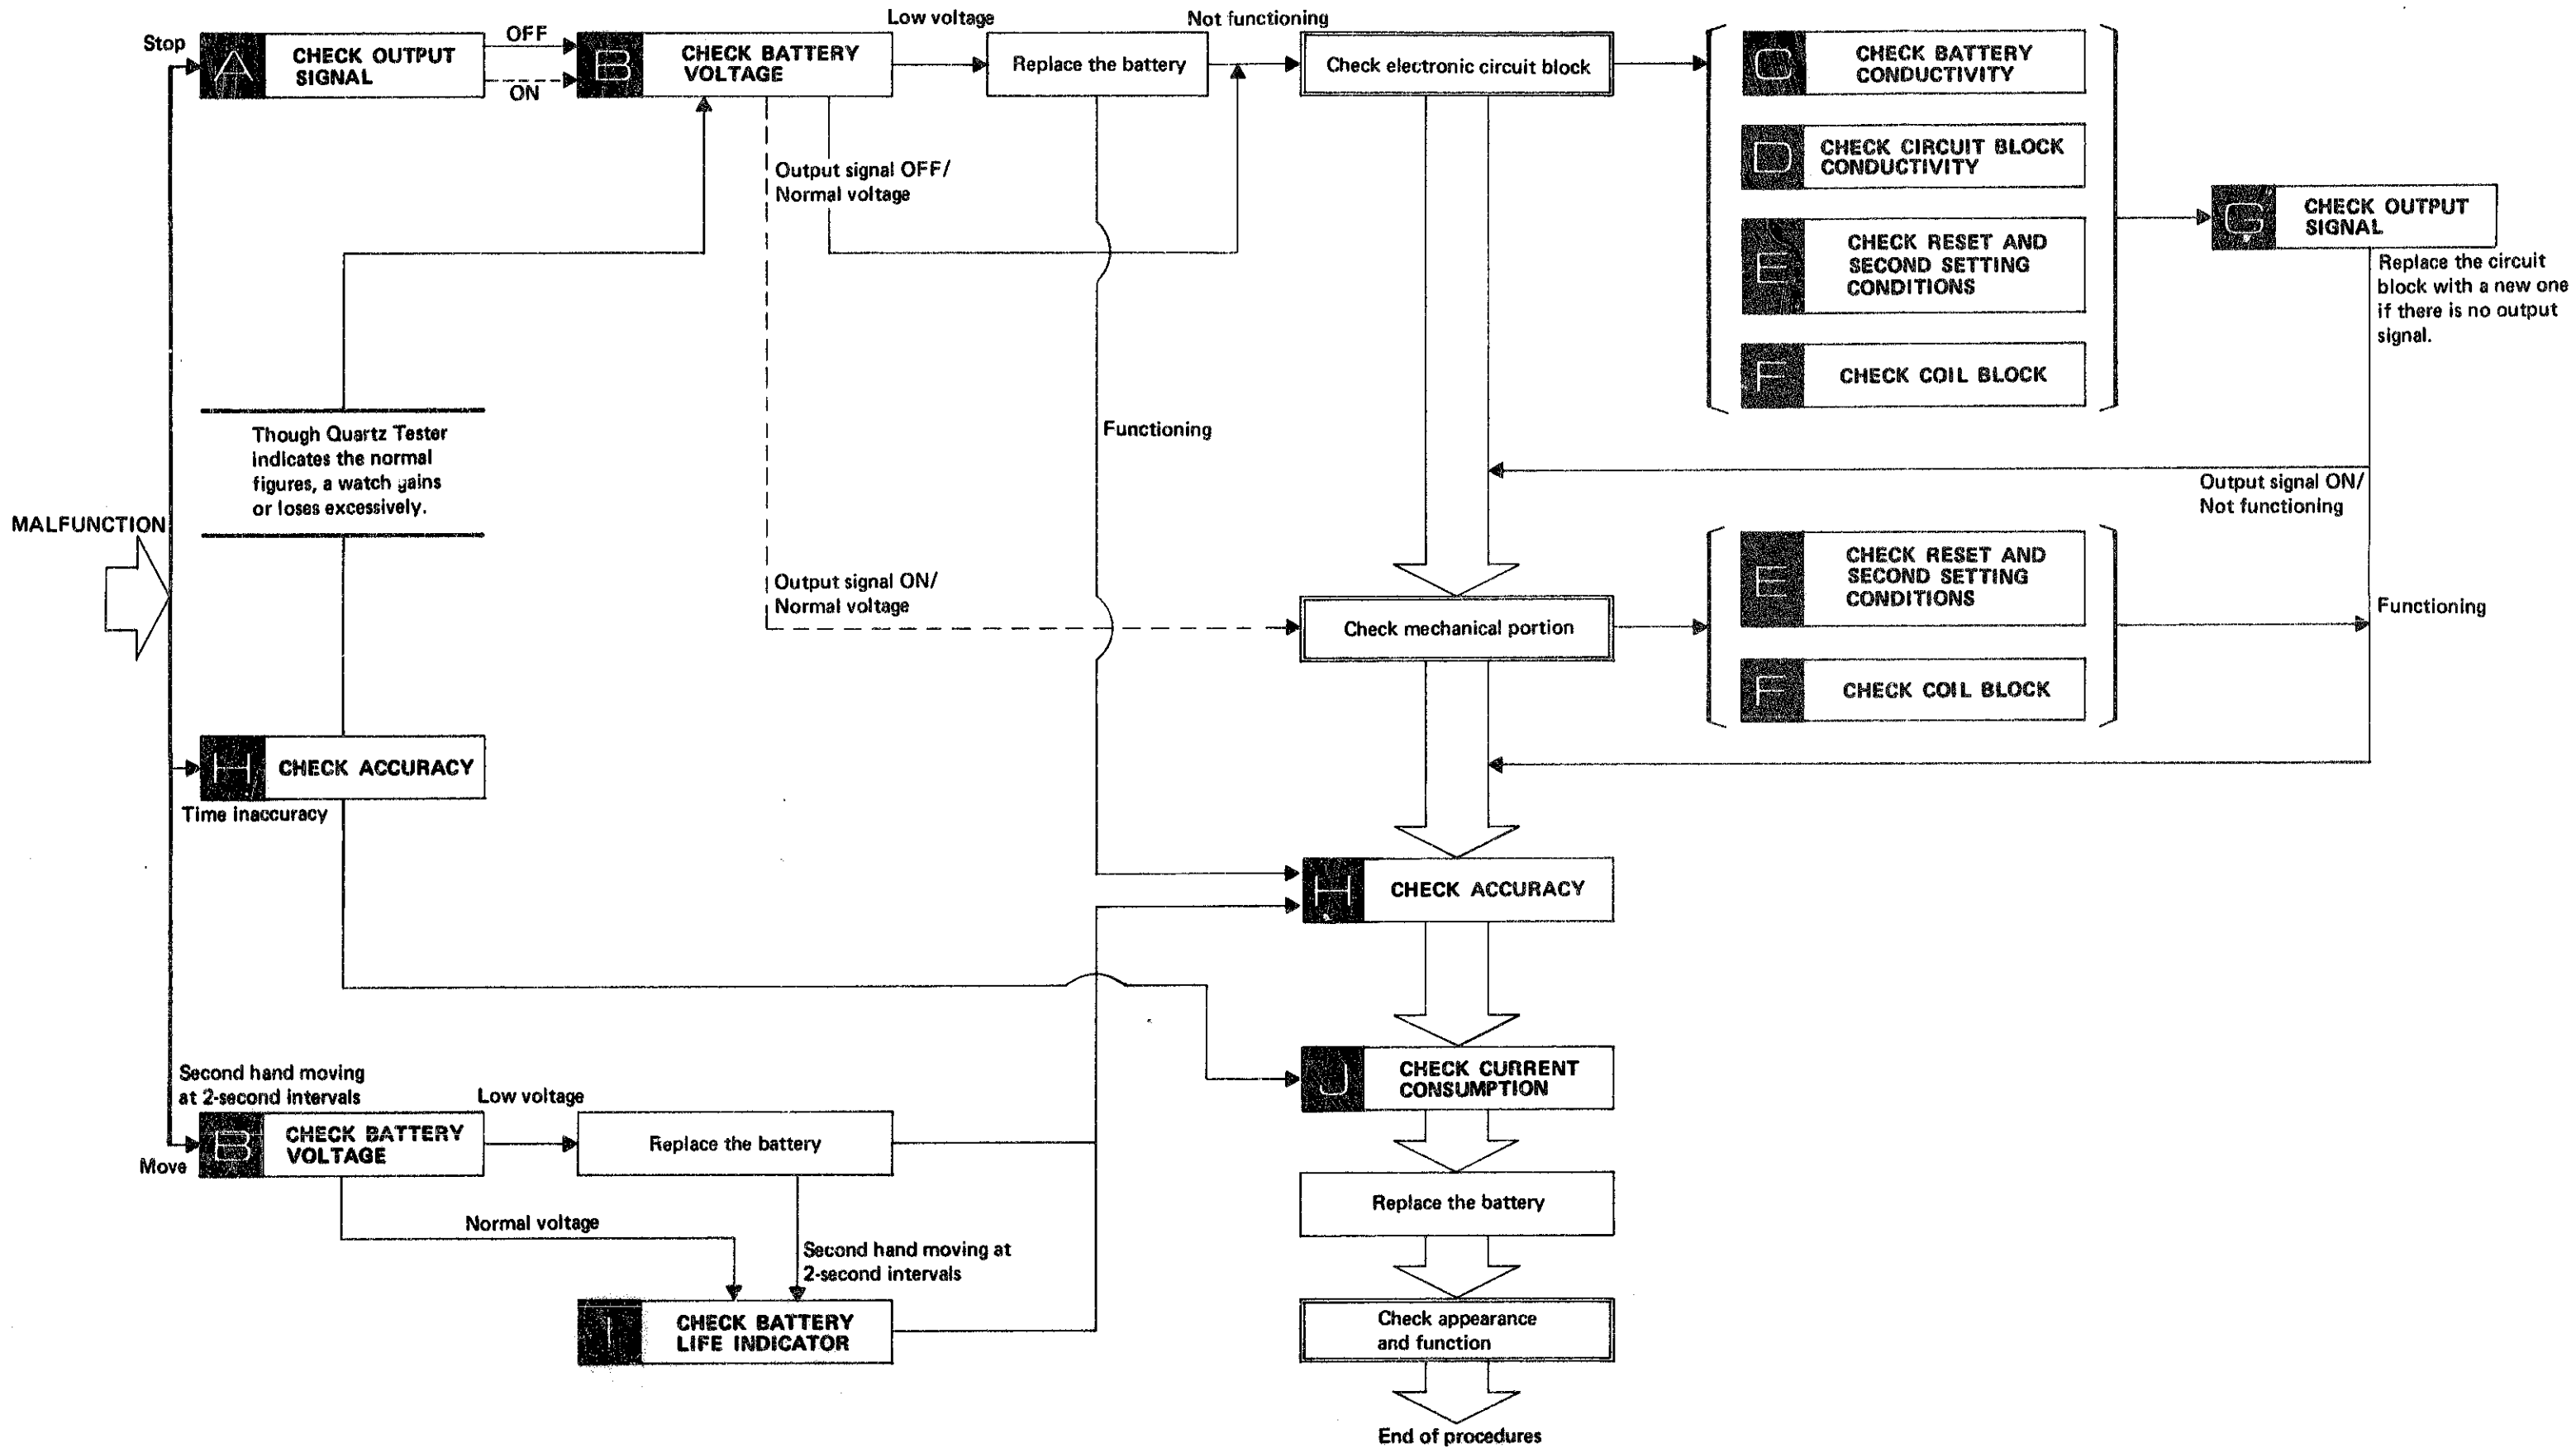 Stop
A
CHECK OUTPUT
SIGNAL
OFF
ON
B
CHECK BATTERY
VOLTAGE
Low voltage
Replace the battery
Not functioning
Check electronic circuit block
C
CHECK BATTERY
CONDUCTIVITY
D
CHECK CIRCUIT BLOCK
CONDUCTIVITY
E
CHECK RESET AND
SECOND SETTING
CONDITIONS
F
CHECK COIL BLOCK
G
CHECK OUTPUT
SIGNAL
Replace the circuit
block with a new one
if there is no output
signal.
Output signal OFF/
Normal voltage
Functioning
Though Quartz Tester
indicates the normal
figures, a watch gains
or loses excessively.
MALFUNCTION
Output signal ON/
Not functioning
Output signal ON/
Normal voltage
Check mechanical portion
E
CHECK RESET AND
SECOND SETTING
CONDITIONS
F
CHECK COIL BLOCK
Functioning
H
CHECK ACCURACY
Time inaccuracy
H
CHECK ACCURACY
J
CHECK CURRENT
CONSUMPTION
Second hand moving
at 2-second intervals
Move
B
CHECK BATTERY
VOLTAGE
Low voltage
Replace the battery
Normal voltage
Second hand moving at
2-second intervals
I
CHECK BATTERY
LIFE INDICATOR
Replace the battery
Check appearance
and function
End of procedures